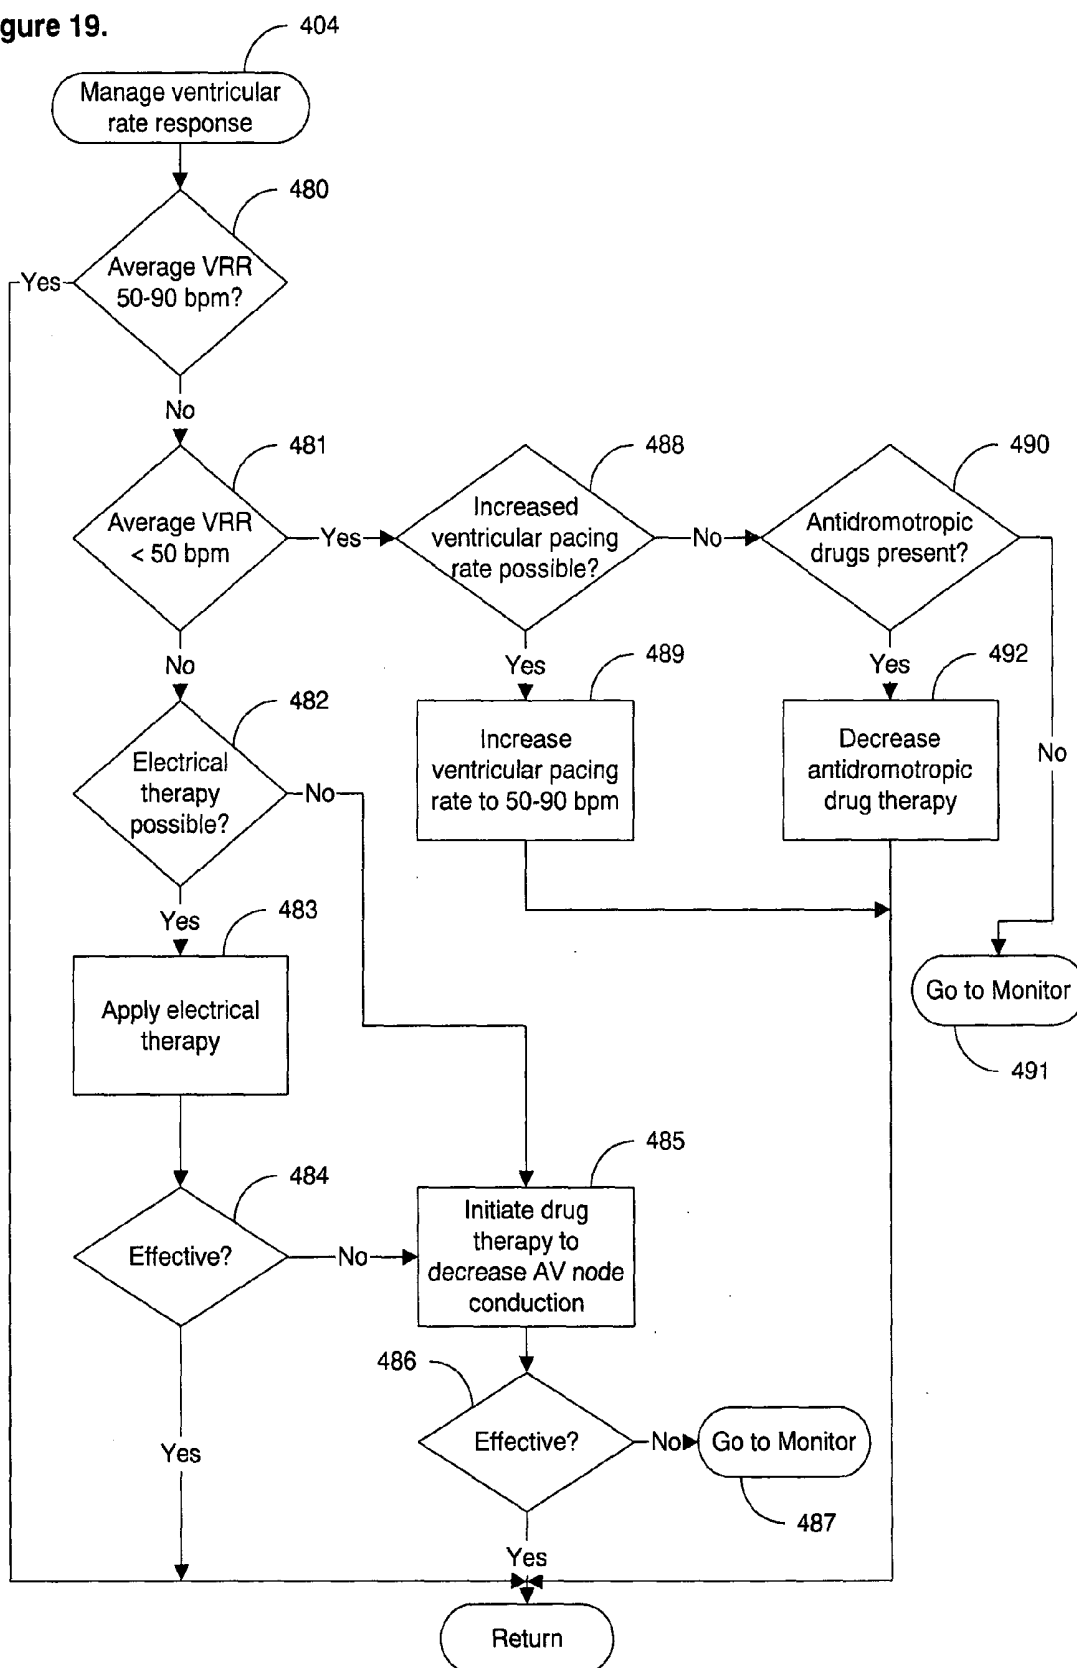 gure 19.
404
Manage ventricular
rate response
480
Average VRR
50-90 bpm?
Yes
No
481
Average VRR
< 50 bpm
Yes
488
Increased
ventricular pacing
rate possible?
No
490
Antidromotropic
drugs present?
No
Yes
Yes
482
Electrical
therapy
possible?
No
489
Increase
ventricular pacing
rate to 50-90 bpm
492
Decrease
antidromotropic
drug therapy
No
Yes
483
Apply electrical
therapy
Go to Monitor
491
484
Effective?
No
485
Initiate drug
therapy to
decrease AV node
conduction
486
Effective?
No
Go to Monitor
487
Yes
Yes
Return